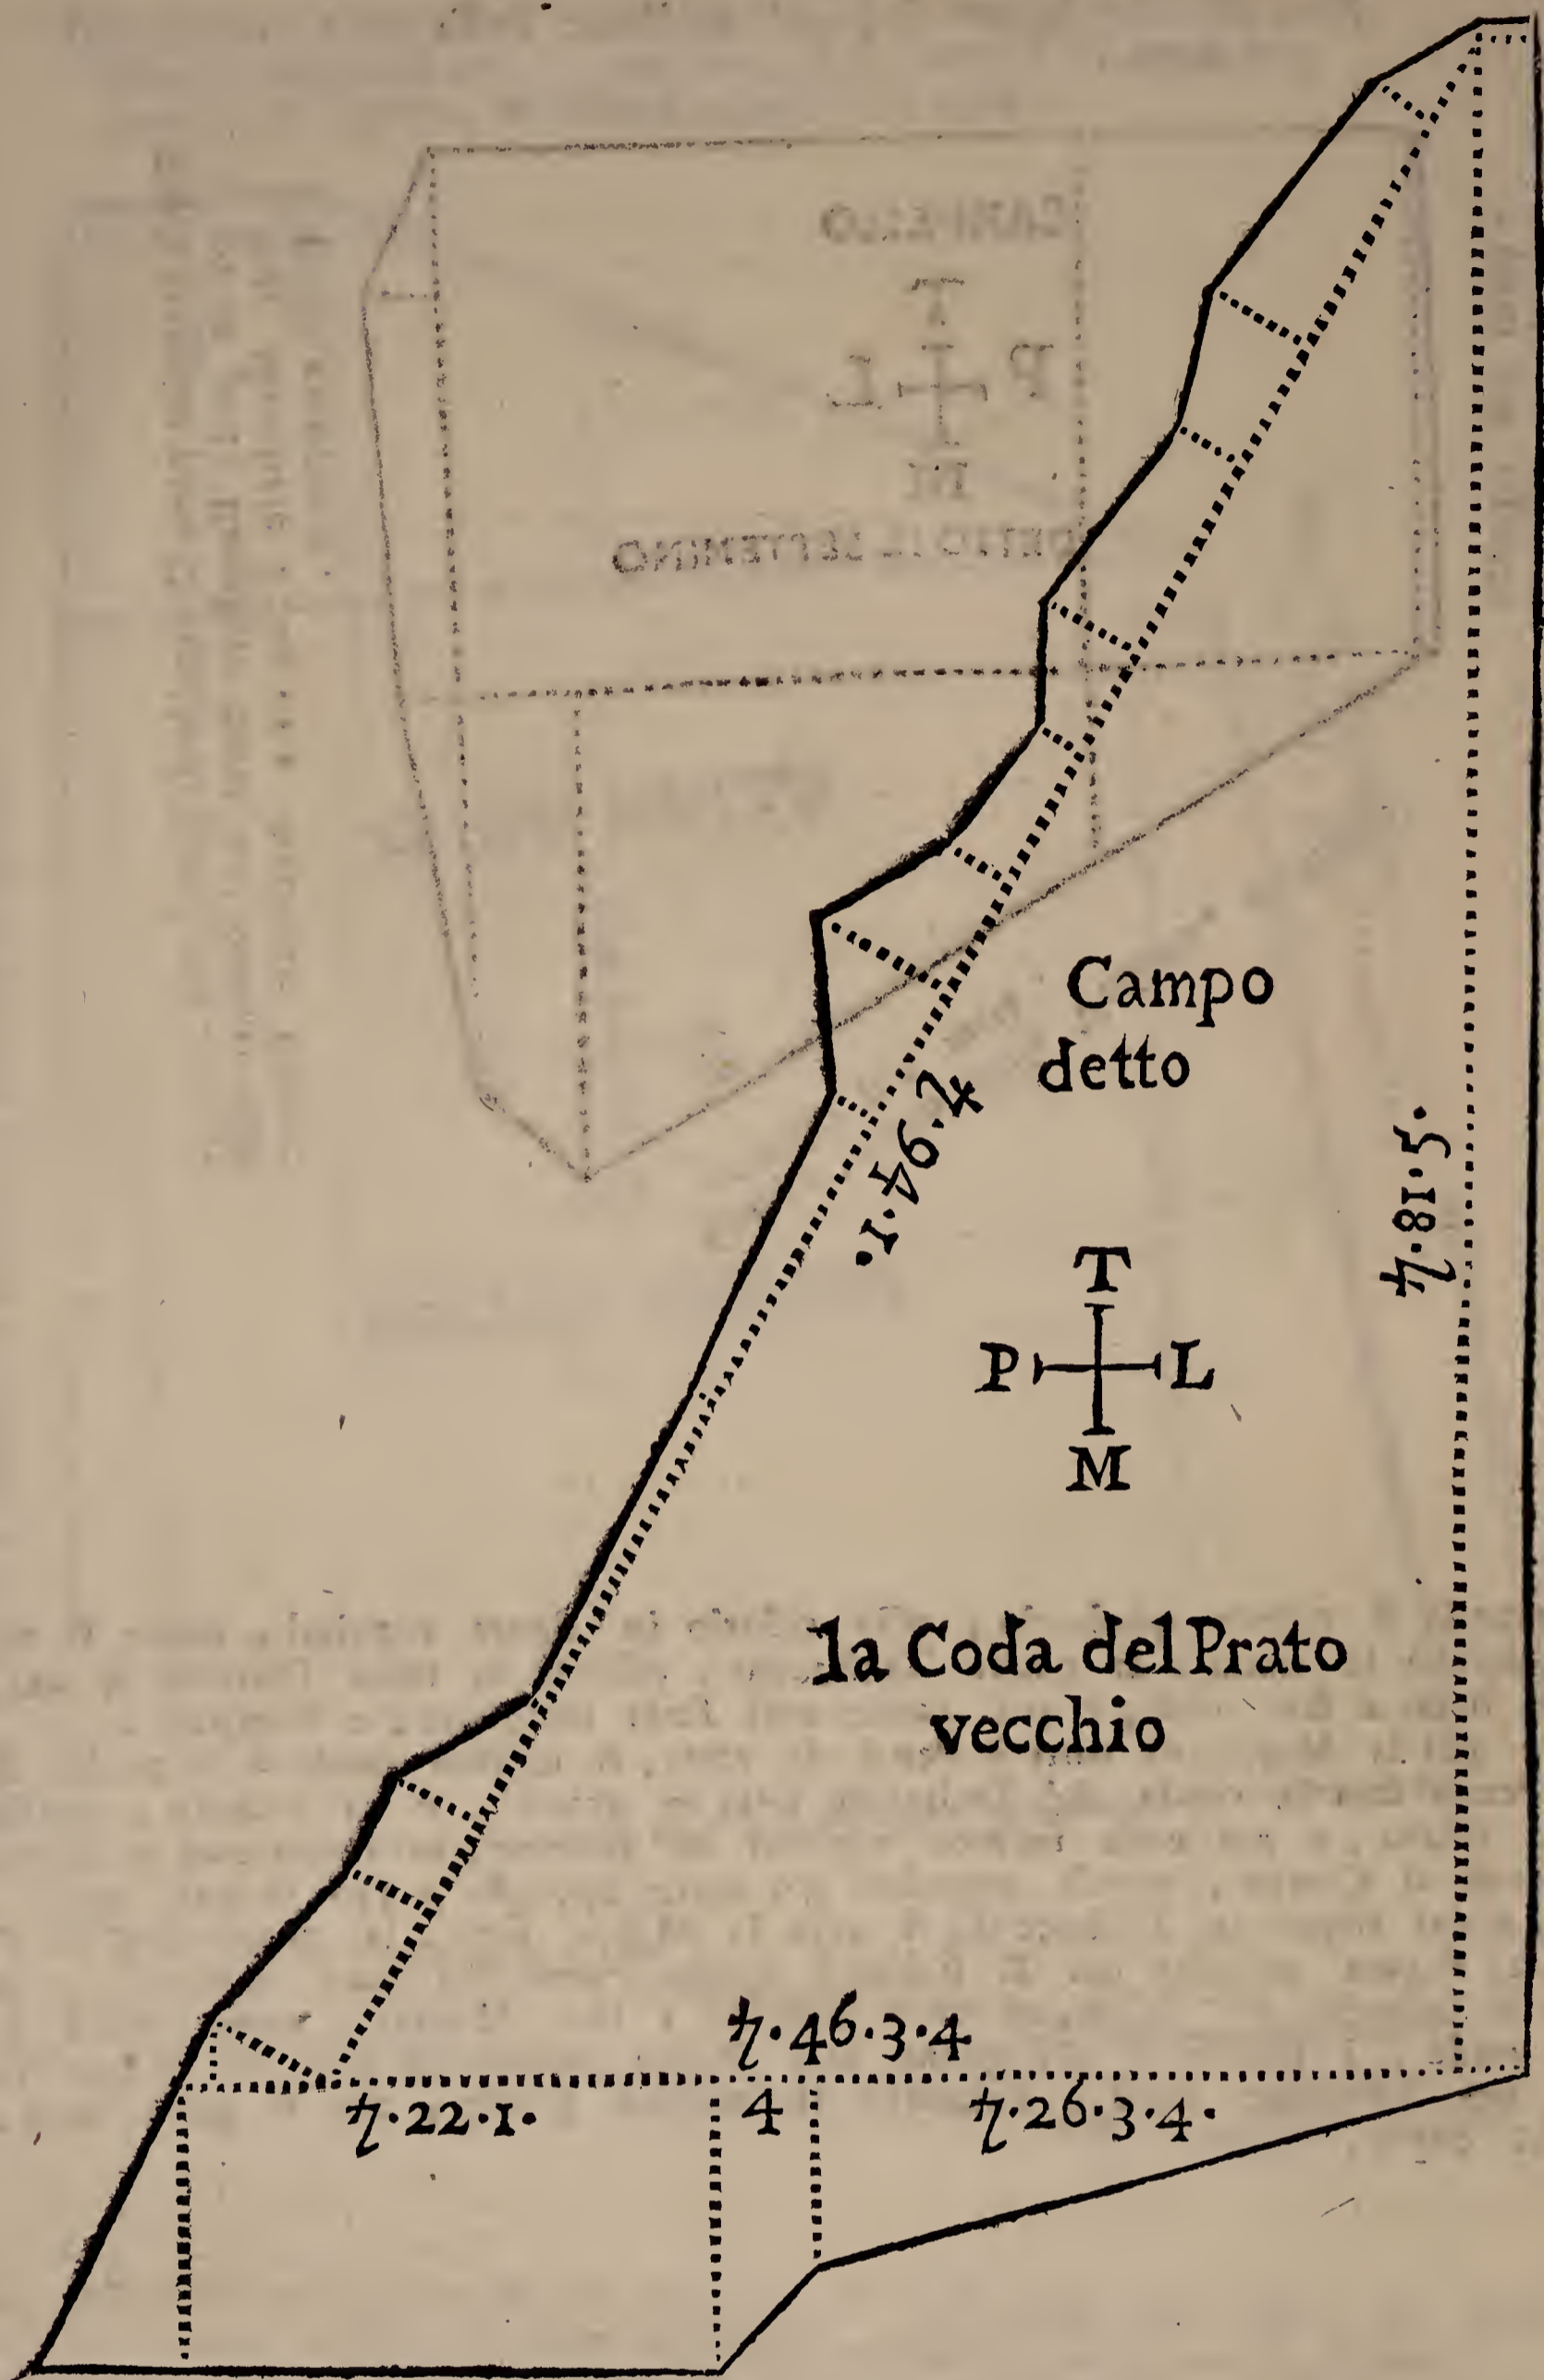 Campo
detto
ꝶ.94.1.
ꝶ.81.5.
T
P L
M
la Coda del Prato
vecchio
ꝶ.46.3.4
ꝶ.22.1.
4
ꝶ.26.3.4.